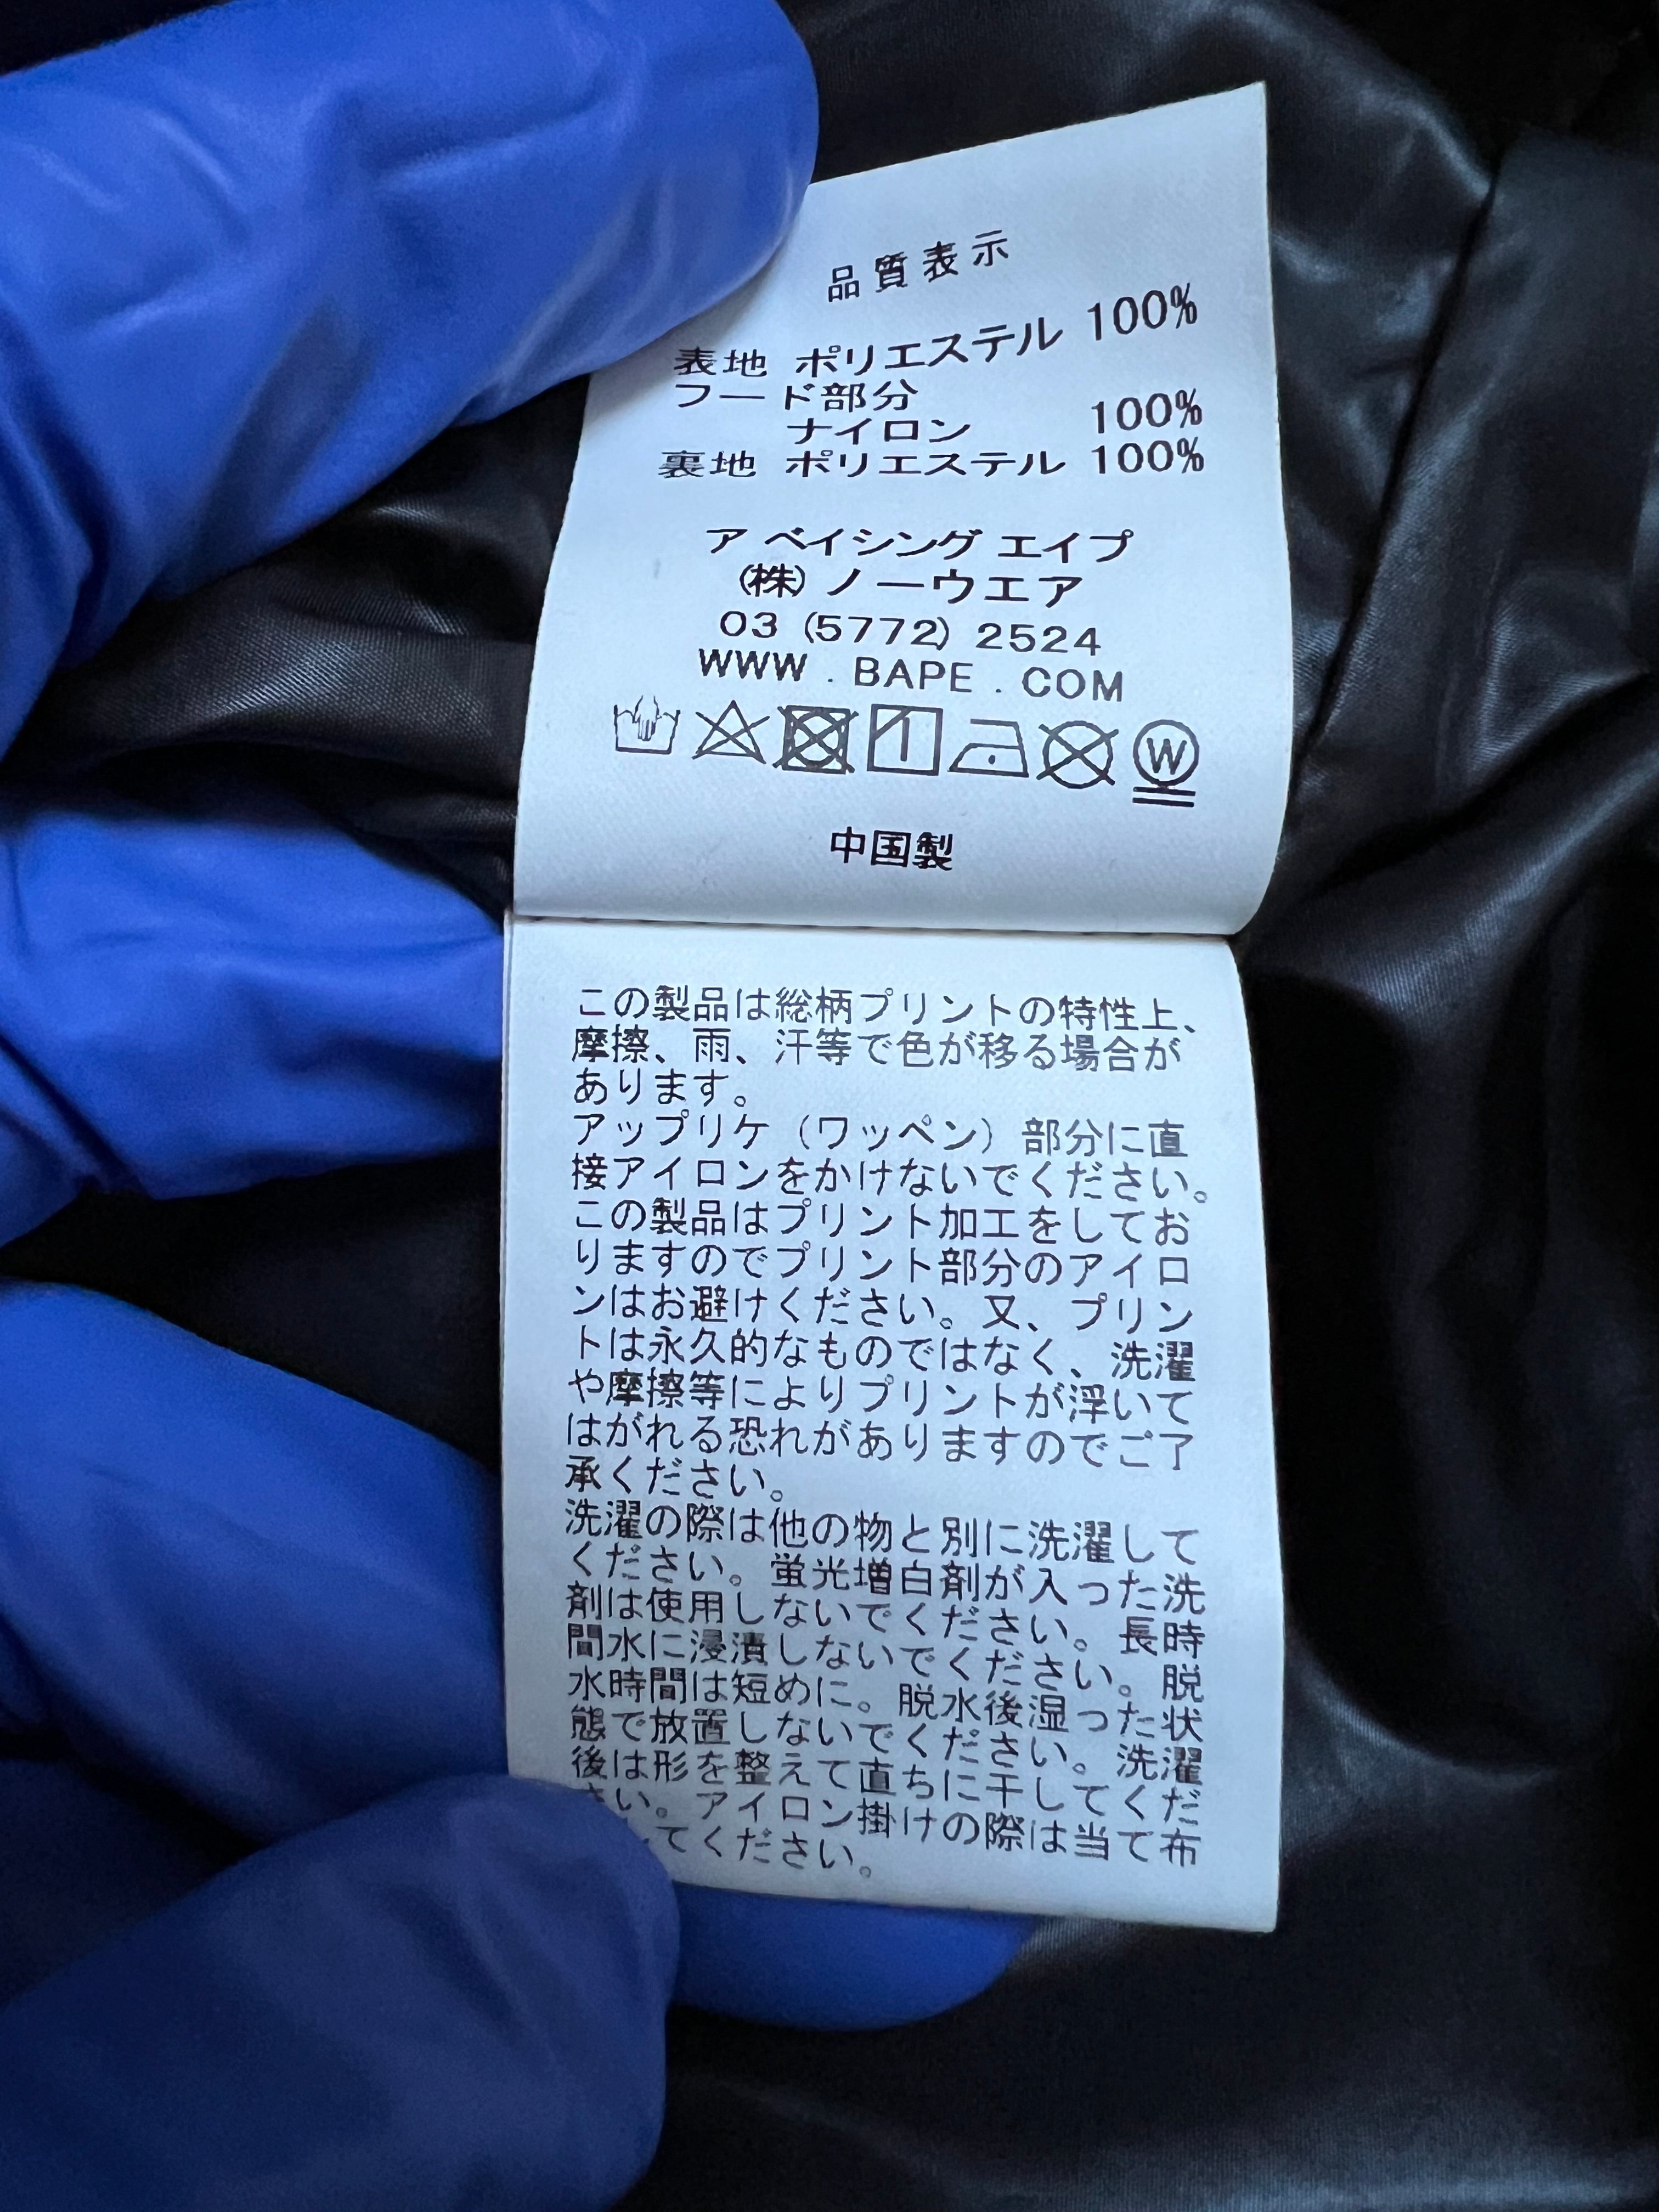 品質表示
表地 ポリエステル 100%
フード部分
ナイロン 100%
裏地 ポリエステル 100%
ア ベイシング エイプ
(株) ノーウエア
03 (5772) 2524
WWW . BAPE . COM
W
中国製
この製品は総柄プリントの特性上、
摩擦、雨、汗等で色が移る場合が
あります。
アップリケ（ワッペン）部分に直
接アイロンをかけないでください。
この製品はプリント加工をしてお
りますのでプリント部分のアイロ
ンはお避けください。又、プリン
トは永久的なものではなく、洗濯
や摩擦等によりプリントが浮いて
はがれる恐れがありますのでご了
承ください。
洗濯の際は他の物と別に洗濯して
ください。蛍光増白剤が入った洗
剤は使用しないでください。長時
間水に浸漬しないでください。脱
水時間は短めに。脱水後湿った状
態で放置しないでください。洗濯
後は形を整えて直ちに干してくだ
さい。アイロン掛けの際は当て布
してください。